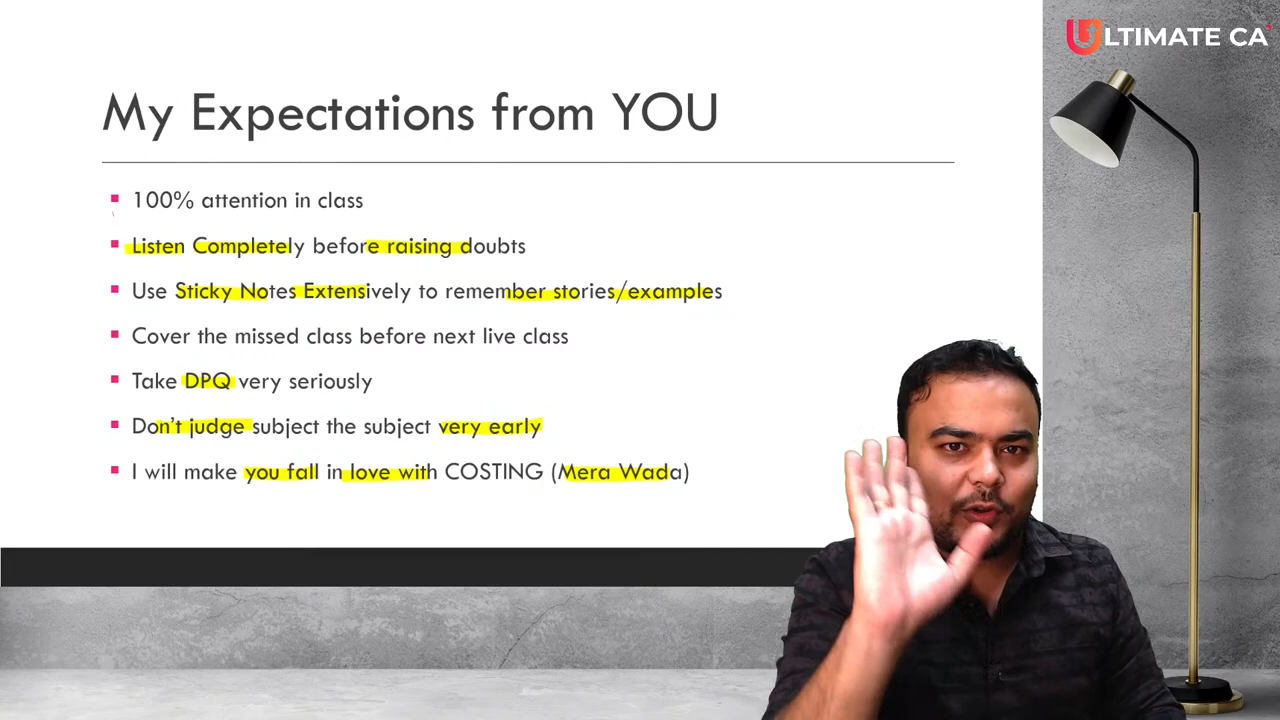 ULTIMATE CA
My Expectations from YOU
100% attention in class
Listen Completely before raising doubts
Use Sticky Notes Extensively to remember stories/examples
Cover the missed class before next live class
Take DPQ very seriously
Don't judge subject the subject very early
I will make you fall in love with COSTING (Mera Wada)